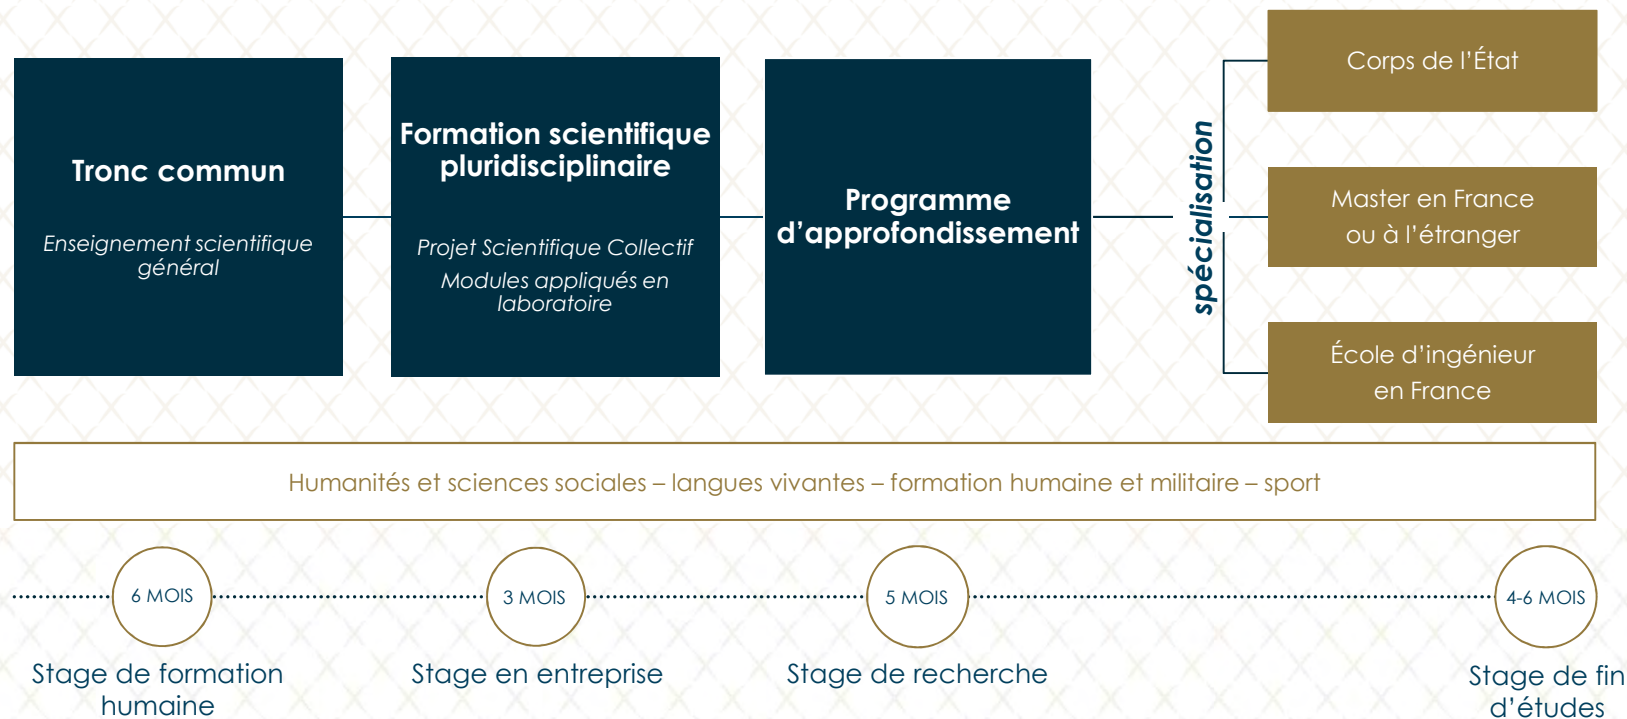 Tronc commun
Enseignement scientifique
général
Formation scientifique
pluridisciplinaire
Projet Scientifique Collectif
Modules appliqués en
laboratoire
Programme
d'approfondissement
spécialisation
Corps de l'État
Master en France
ou à l'étranger
École d'ingénieur
en France
Humanités et sciences sociales – langues vivantes – formation humaine et militaire – sport
6 MOIS
3 MOIS
5 MOIS
4-6 MOIS
Stage de formation
humaine
Stage en entreprise
Stage de recherche
Stage de fin
d'études